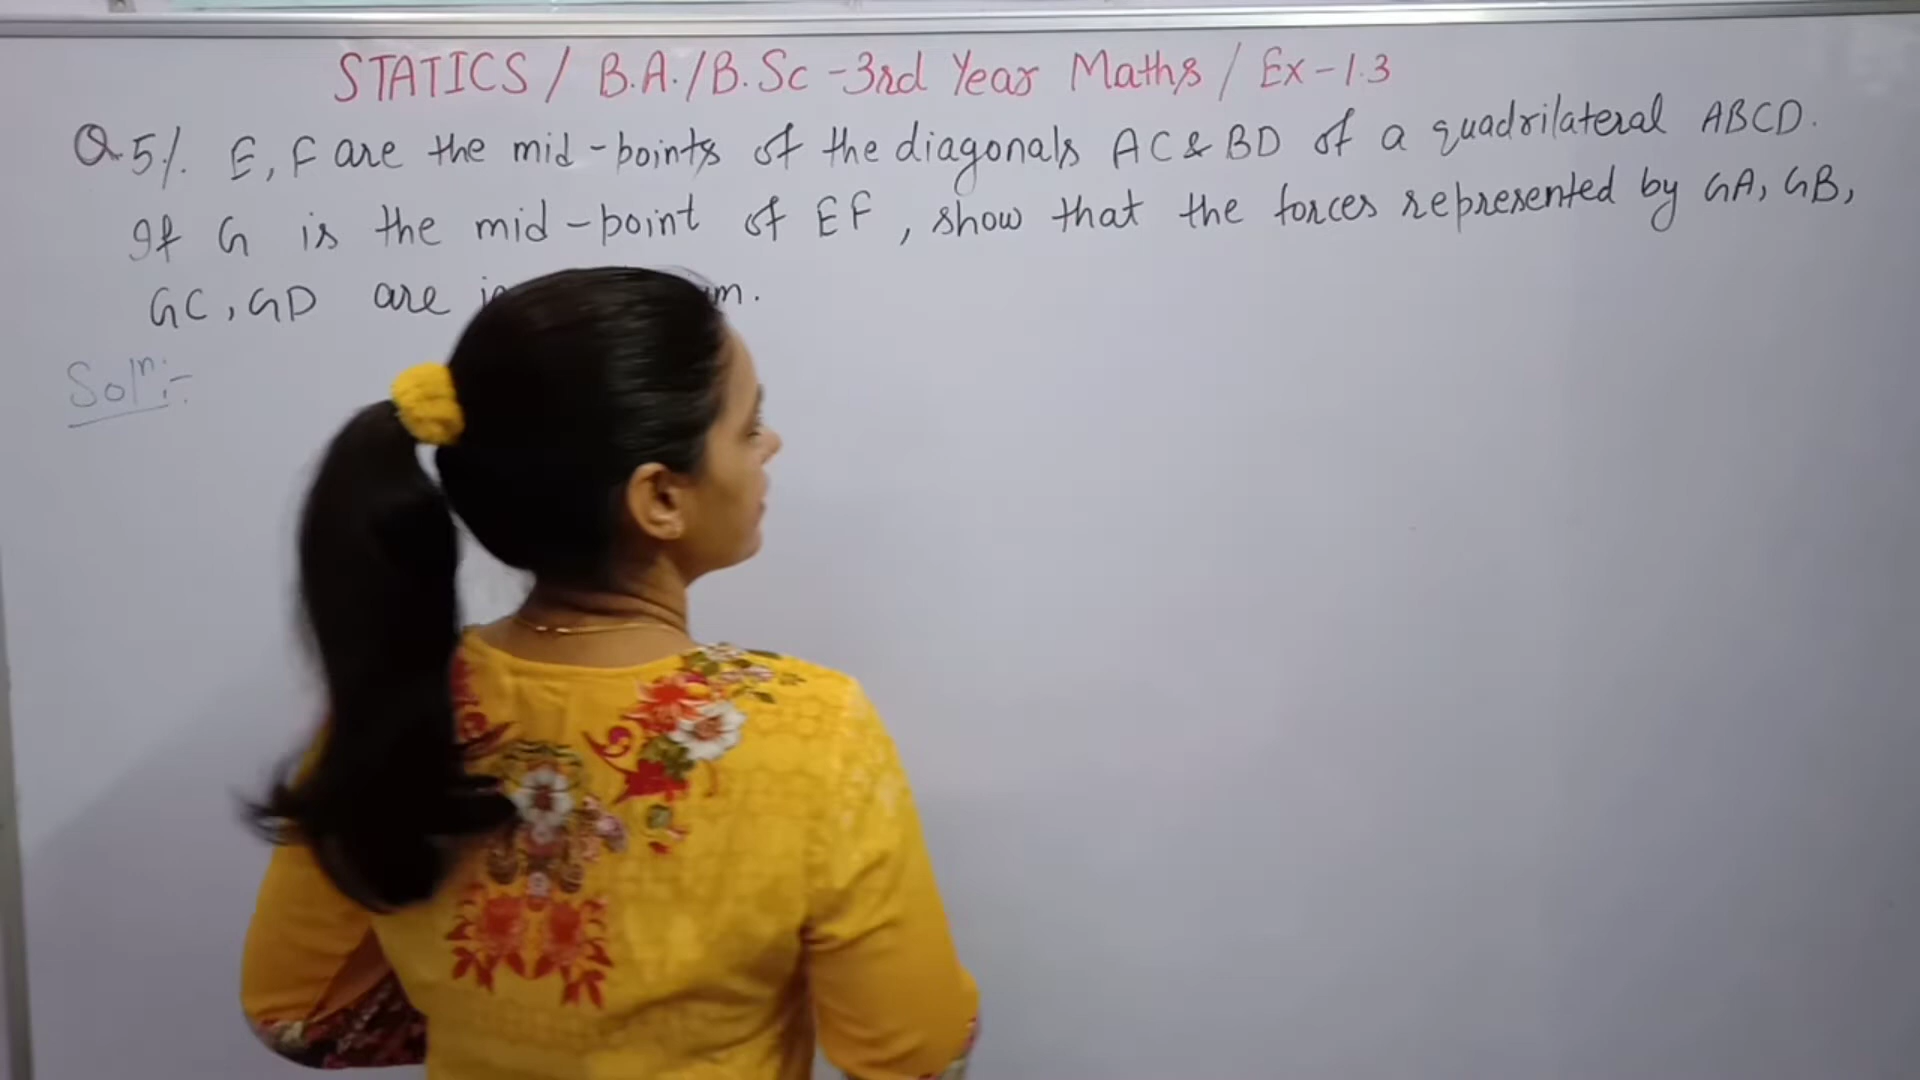 STATICS / B.A./B.Sc -3rd Year Maths / Ex-1.3
Q.5/. E, F are the mid-points of the diagonals AC & BD of a quadrilateral ABCD.
If G is the mid-point of EF, show that the forces represented by GA, GB,
GC, GD are
Solⁿ:-